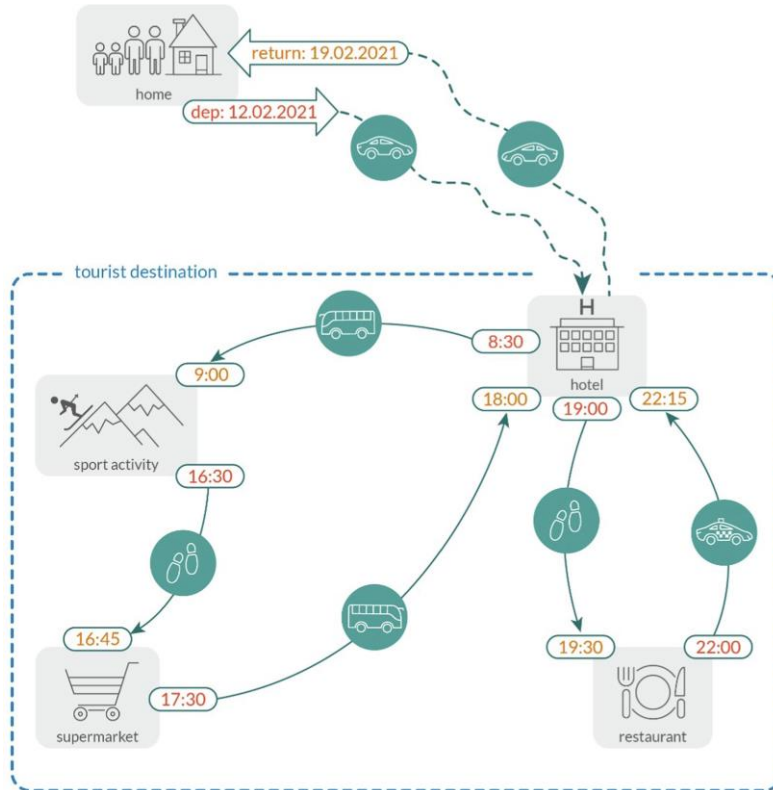 return: 19.02.2021
home
dep: 12.02.2021
tourist destination
H
8:30
hotel
9:00
18:00
19:00
22:15
sport activity
16:30
16:45
19:30
22:00
17:30
supermarket
restaurant